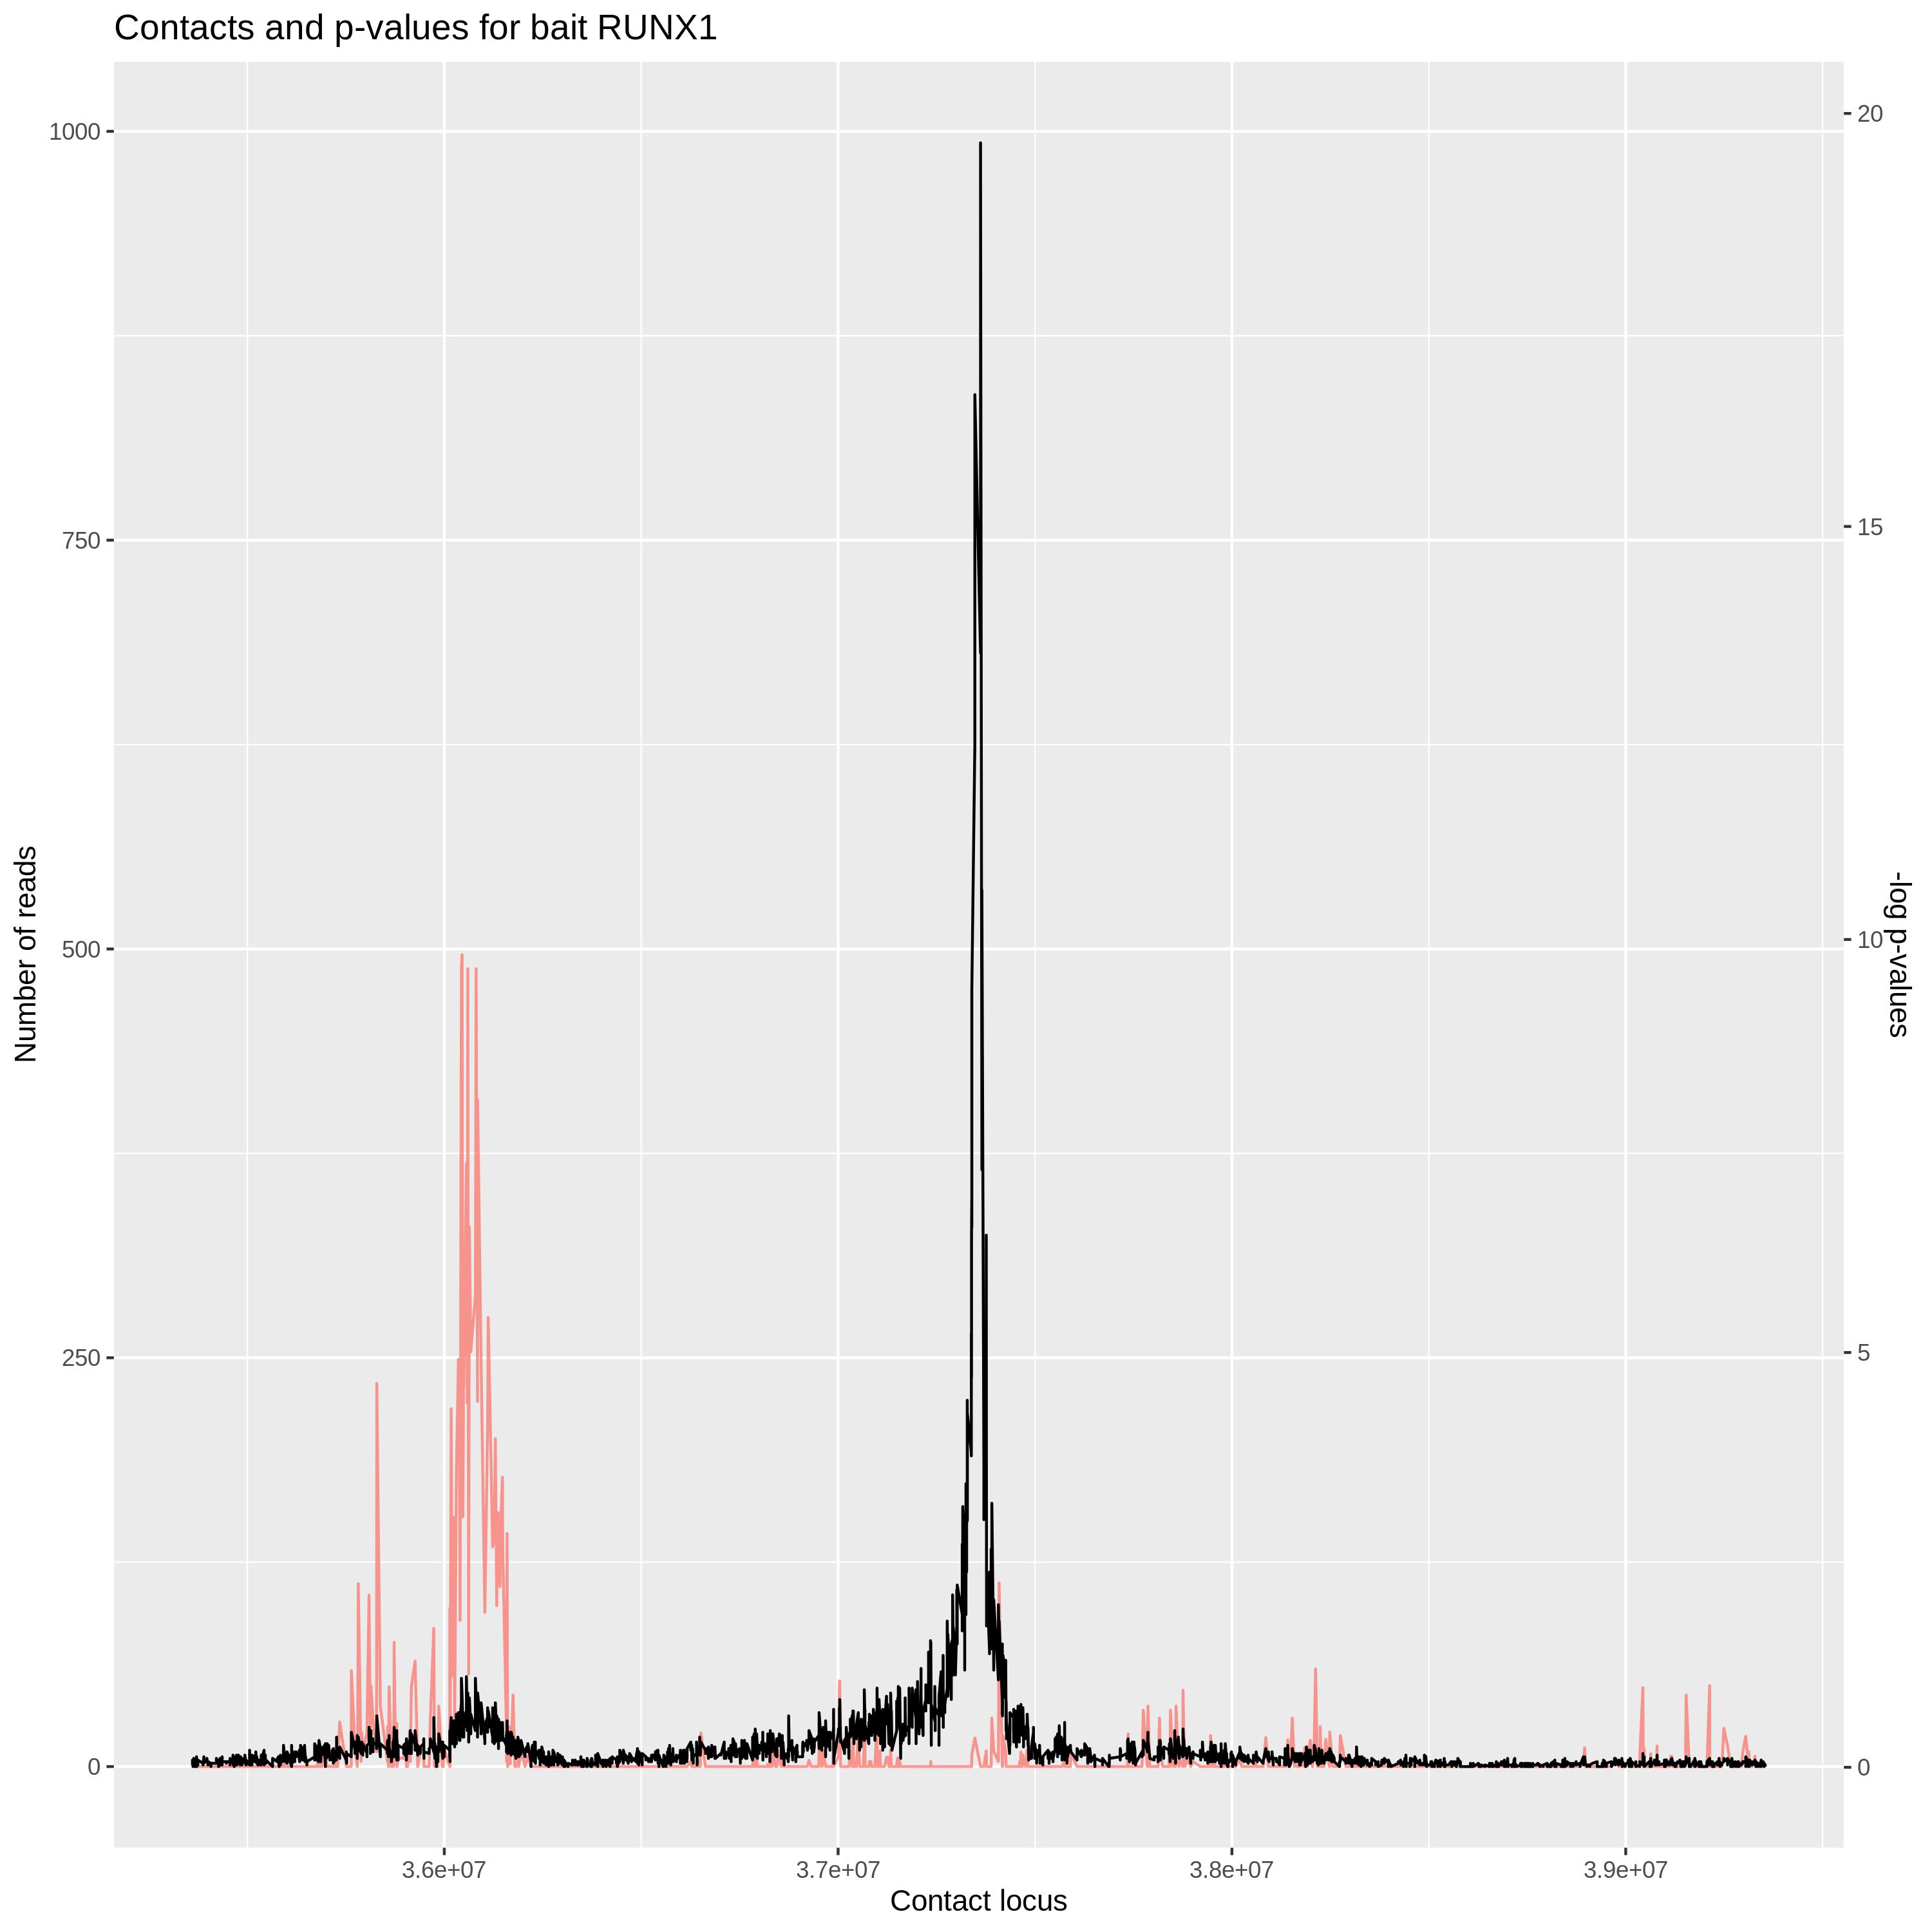 Contacts and p-values for bait RUNX1
1000
750
500
250
0
Number of reads
20
15
10
5
0
-log p-values
3.6e+07
3.7e+07
3.8e+07
3.9e+07
Contact locus